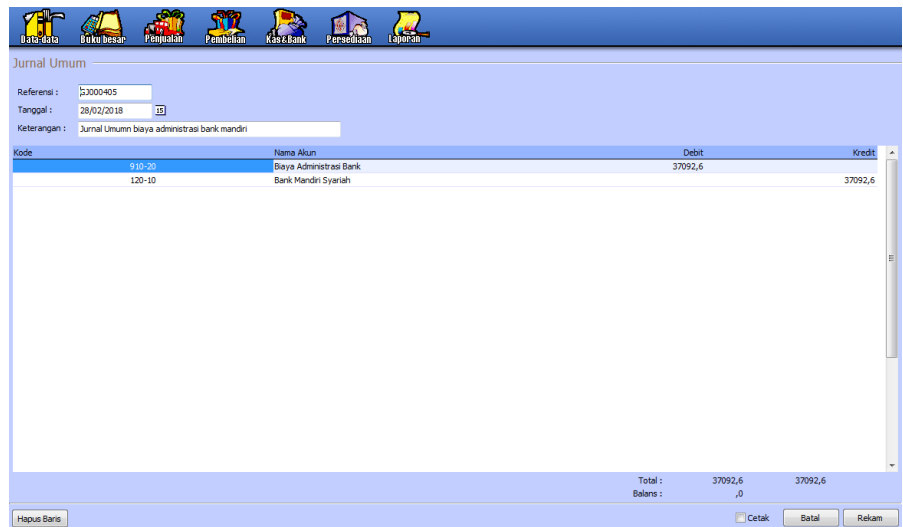 Data-data Buku besar Penjualan Pembelian Kas&Bank Persediaan Laporan
Jurnal Umum
Referensi : GJ000405
Tanggal : 28/02/2018 15
Keterangan : Jurnal Umumn biaya administrasi bank mandiri
Kode Nama Akun Debit Kredit
910-20 Biaya Administrasi Bank 37092,6
120-10 Bank Mandiri Syariah 37092,6
Total : 37092,6 37092,6
Balans : ,0
Hapus Baris Cetak Batal Rekam